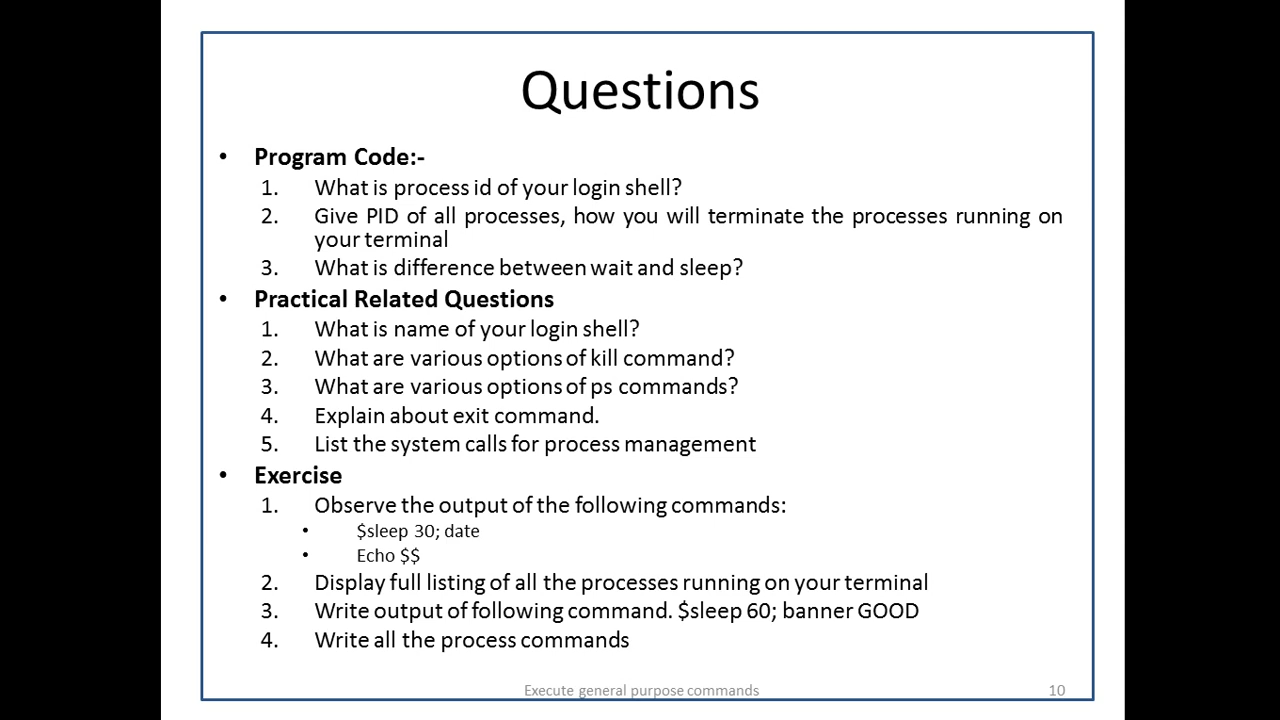 Questions
• Program Code:-
1. What is process id of your login shell?
2. Give PID of all processes, how you will terminate the processes running on
your terminal
3. What is difference between wait and sleep?
• Practical Related Questions
1. What is name of your login shell?
2. What are various options of kill command?
3. What are various options of ps commands?
4. Explain about exit command.
5. List the system calls for process management
• Exercise
1. Observe the output of the following commands:
• $sleep 30; date
• Echo $$
2. Display full listing of all the processes running on your terminal
3. Write output of following command. $sleep 60; banner GOOD
4. Write all the process commands
Execute general purpose commands 10